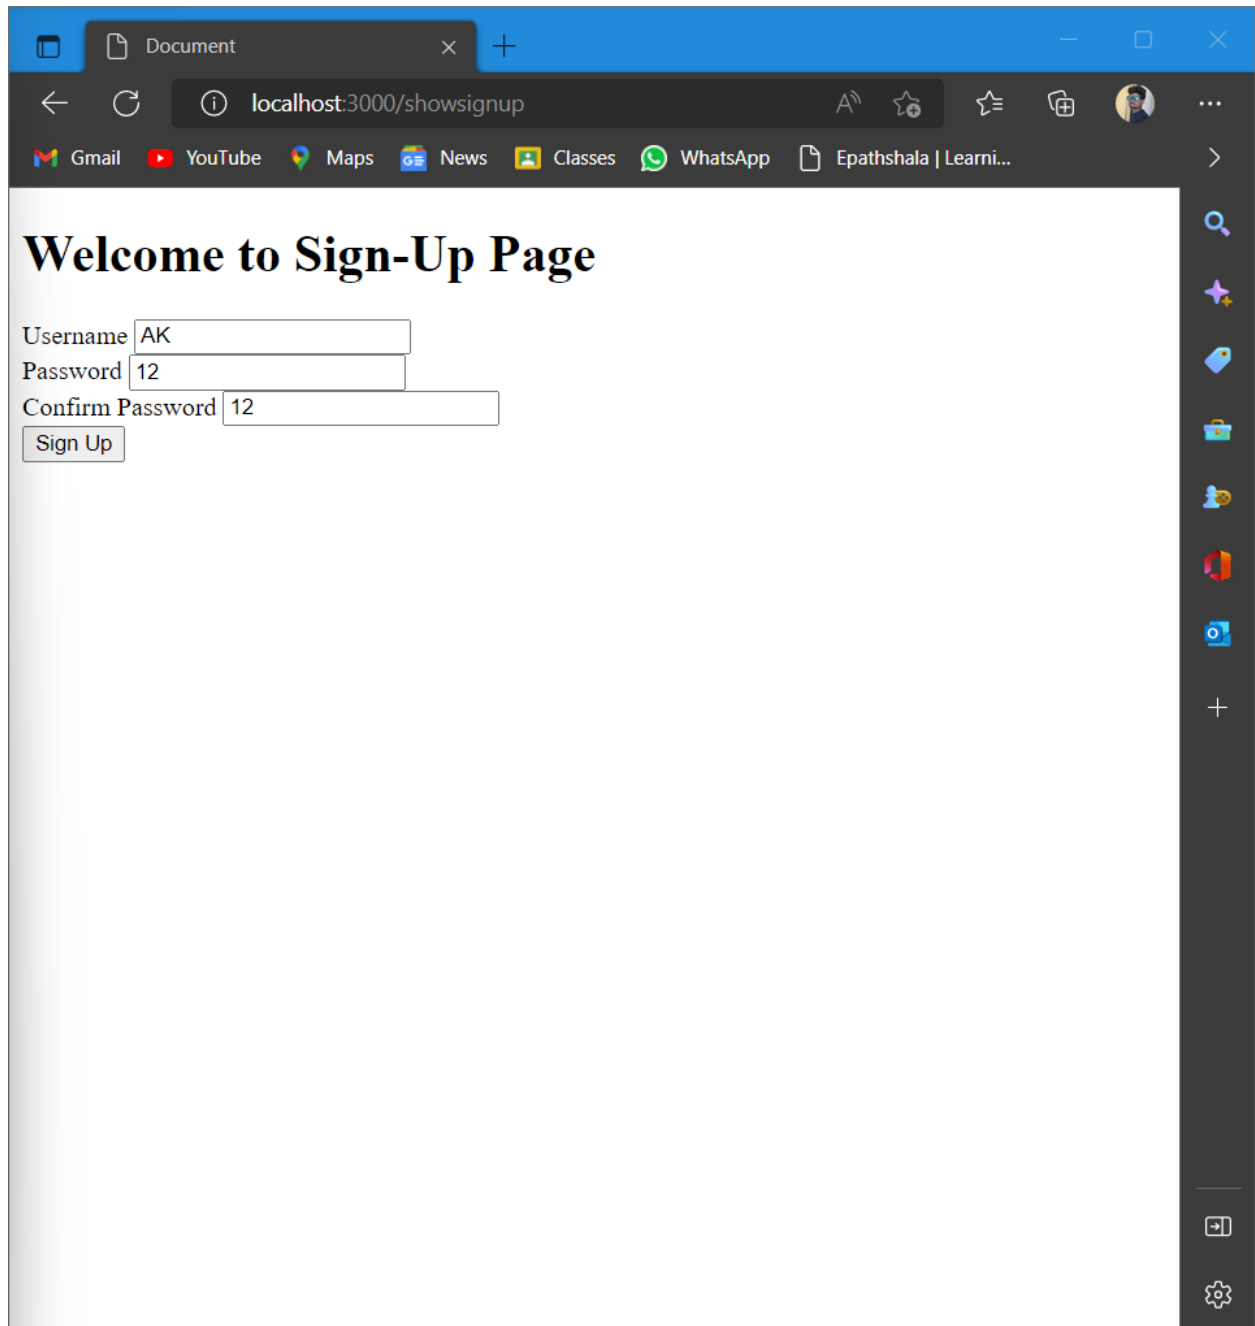 Document
localhost:3000/showsignup
Gmail YouTube Maps News Classes WhatsApp Epathshala | Learni...
Welcome to Sign-Up Page
Username AK
Password 12
Confirm Password 12
Sign Up